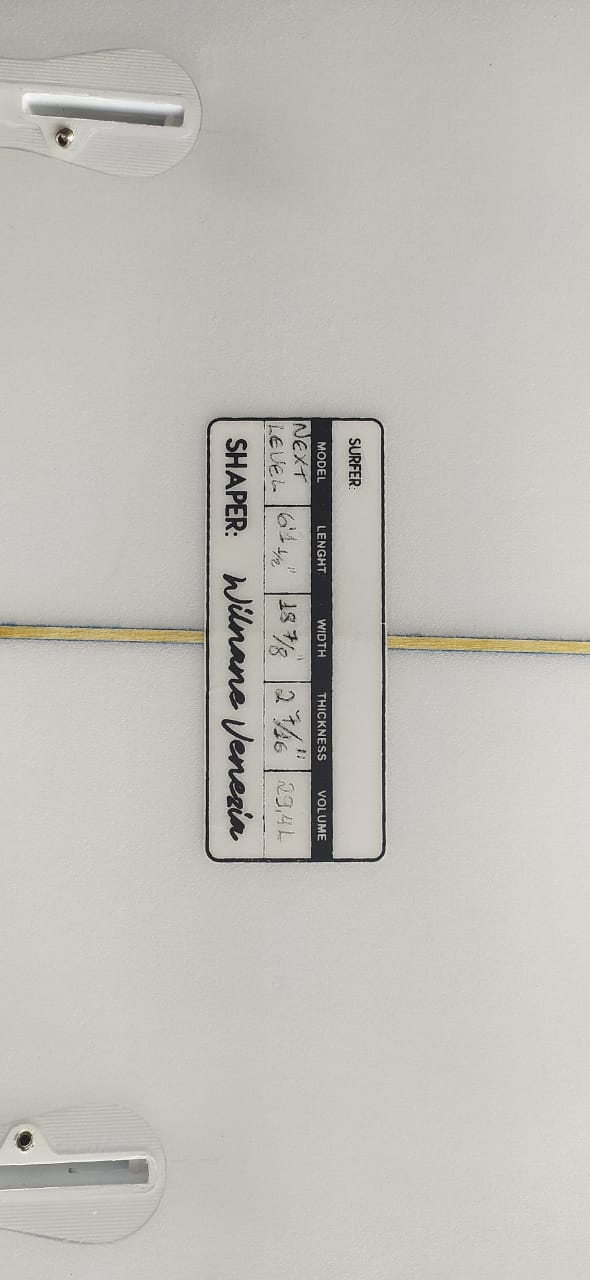 SURFER:
MODEL LENGHT WIDTH THICKNESS VOLUME
NEXT LEVEL 6'1 1/2" 18 7/8" 2 7/16" 29,4 L
SHAPER: Wilnane Venezia